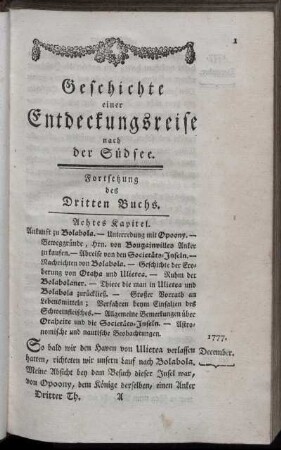 1
Geschichte
einer
Entdeckungsreise
nach
der Südsee.
Fortsetzung
des
Dritten Buchs.
Achtes Kapitel.
Ankunft zu Bolabola. — Unterredung mit Opoony. —
Beweggründe, Hrn. von Bougainvilles Anker
zu kaufen. — Abreise von den Societäts-Inseln. —
Nachrichten von Bolabola. — Geschichte der Ero-
berung von Otaha und Ulietea. — Ruhm der
Bolabolaner. — Thiere die man in Ulietea und
Bolabola zurückließ. — Großer Vorrath an
Lebensmitteln; Verfahren beym Einsalzen des
Schweinefleisches. — Allgemeine Bemerkungen über
Otaheite und die Societäts-Inseln. — Astro-
nomische und nautische Beobachtungen.
1777.
December.
So bald wir den Haven von Ulietea verlassen
hatten, richteten wir unsern Lauf nach Bolabola.
Meine Absicht bey dem Besuch dieser Insel war,
von Opoony, dem Könige derselben, einen Anker
Dritter Th. A